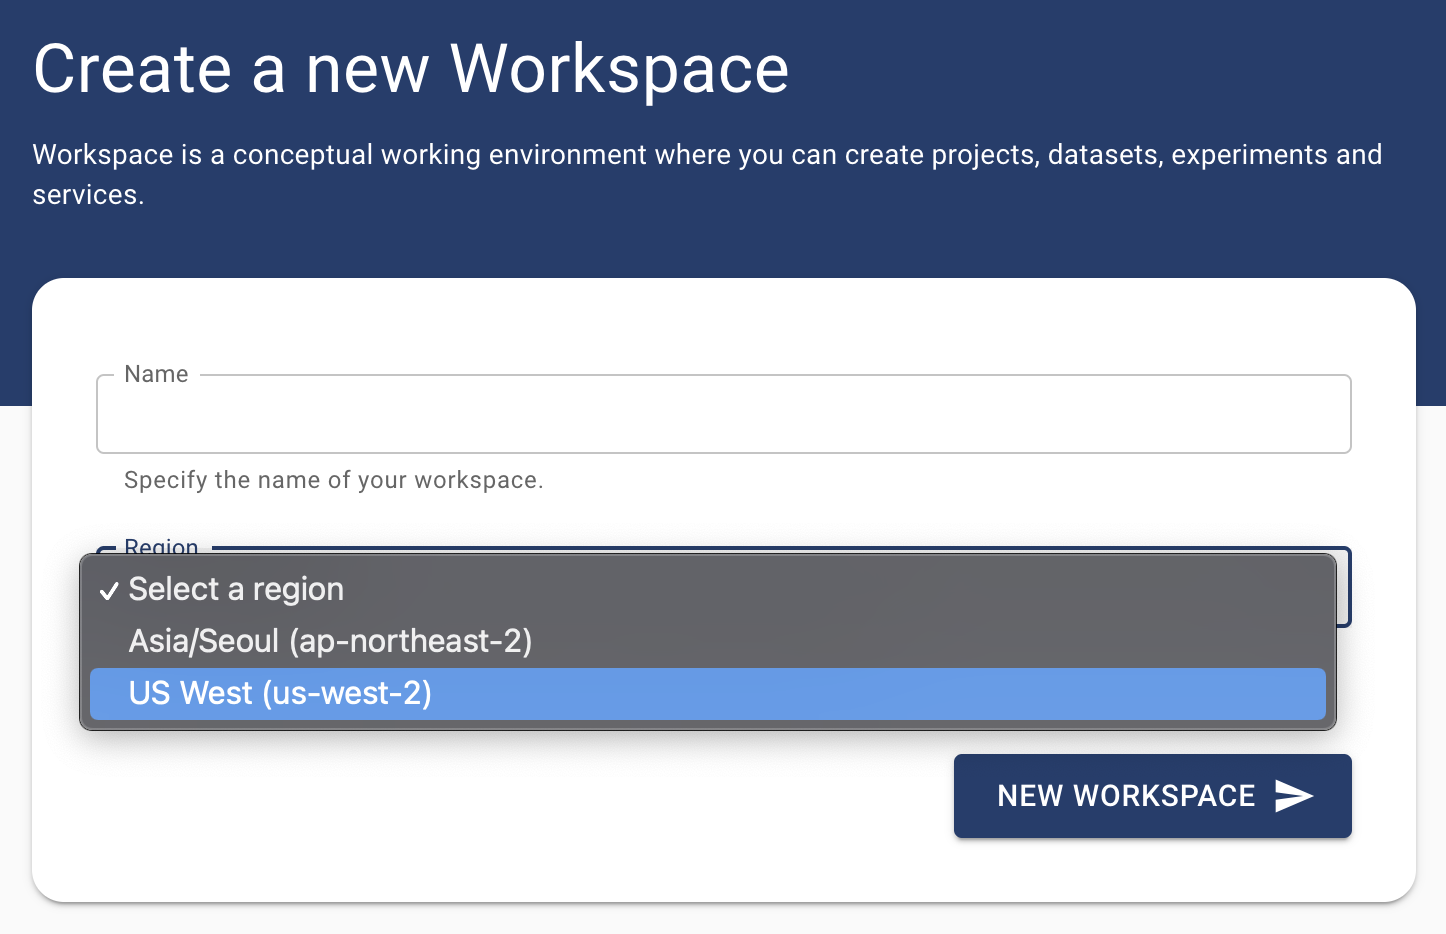 Create a new Workspace
Workspace is a conceptual working environment where you can create projects, datasets, experiments and
services.
Name
Specify the name of your workspace.
Region
Select a region
Asia/Seoul (ap-northeast-2)
US West (us-west-2)
NEW WORKSPACE